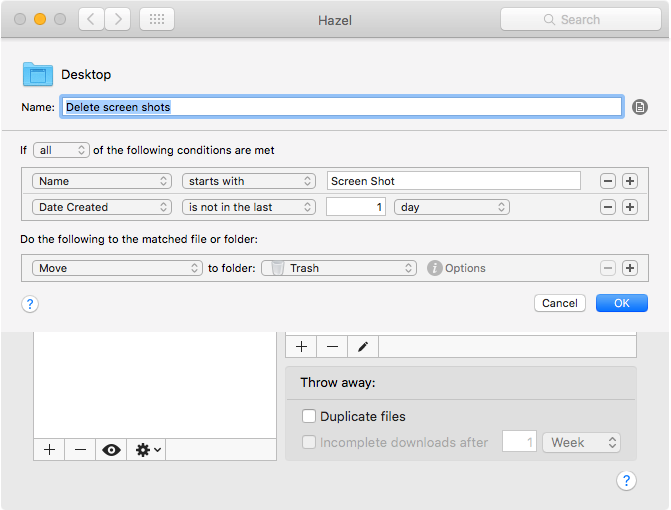 Hazel
Search
Desktop
Name: Delete screen shots
If all of the following conditions are met
Name starts with Screen Shot
Date Created is not in the last 1 day
Do the following to the matched file or folder:
Move to folder: Trash i Options
? Cancel OK
Throw away:
Duplicate files
Incomplete downloads after 1 Week
?